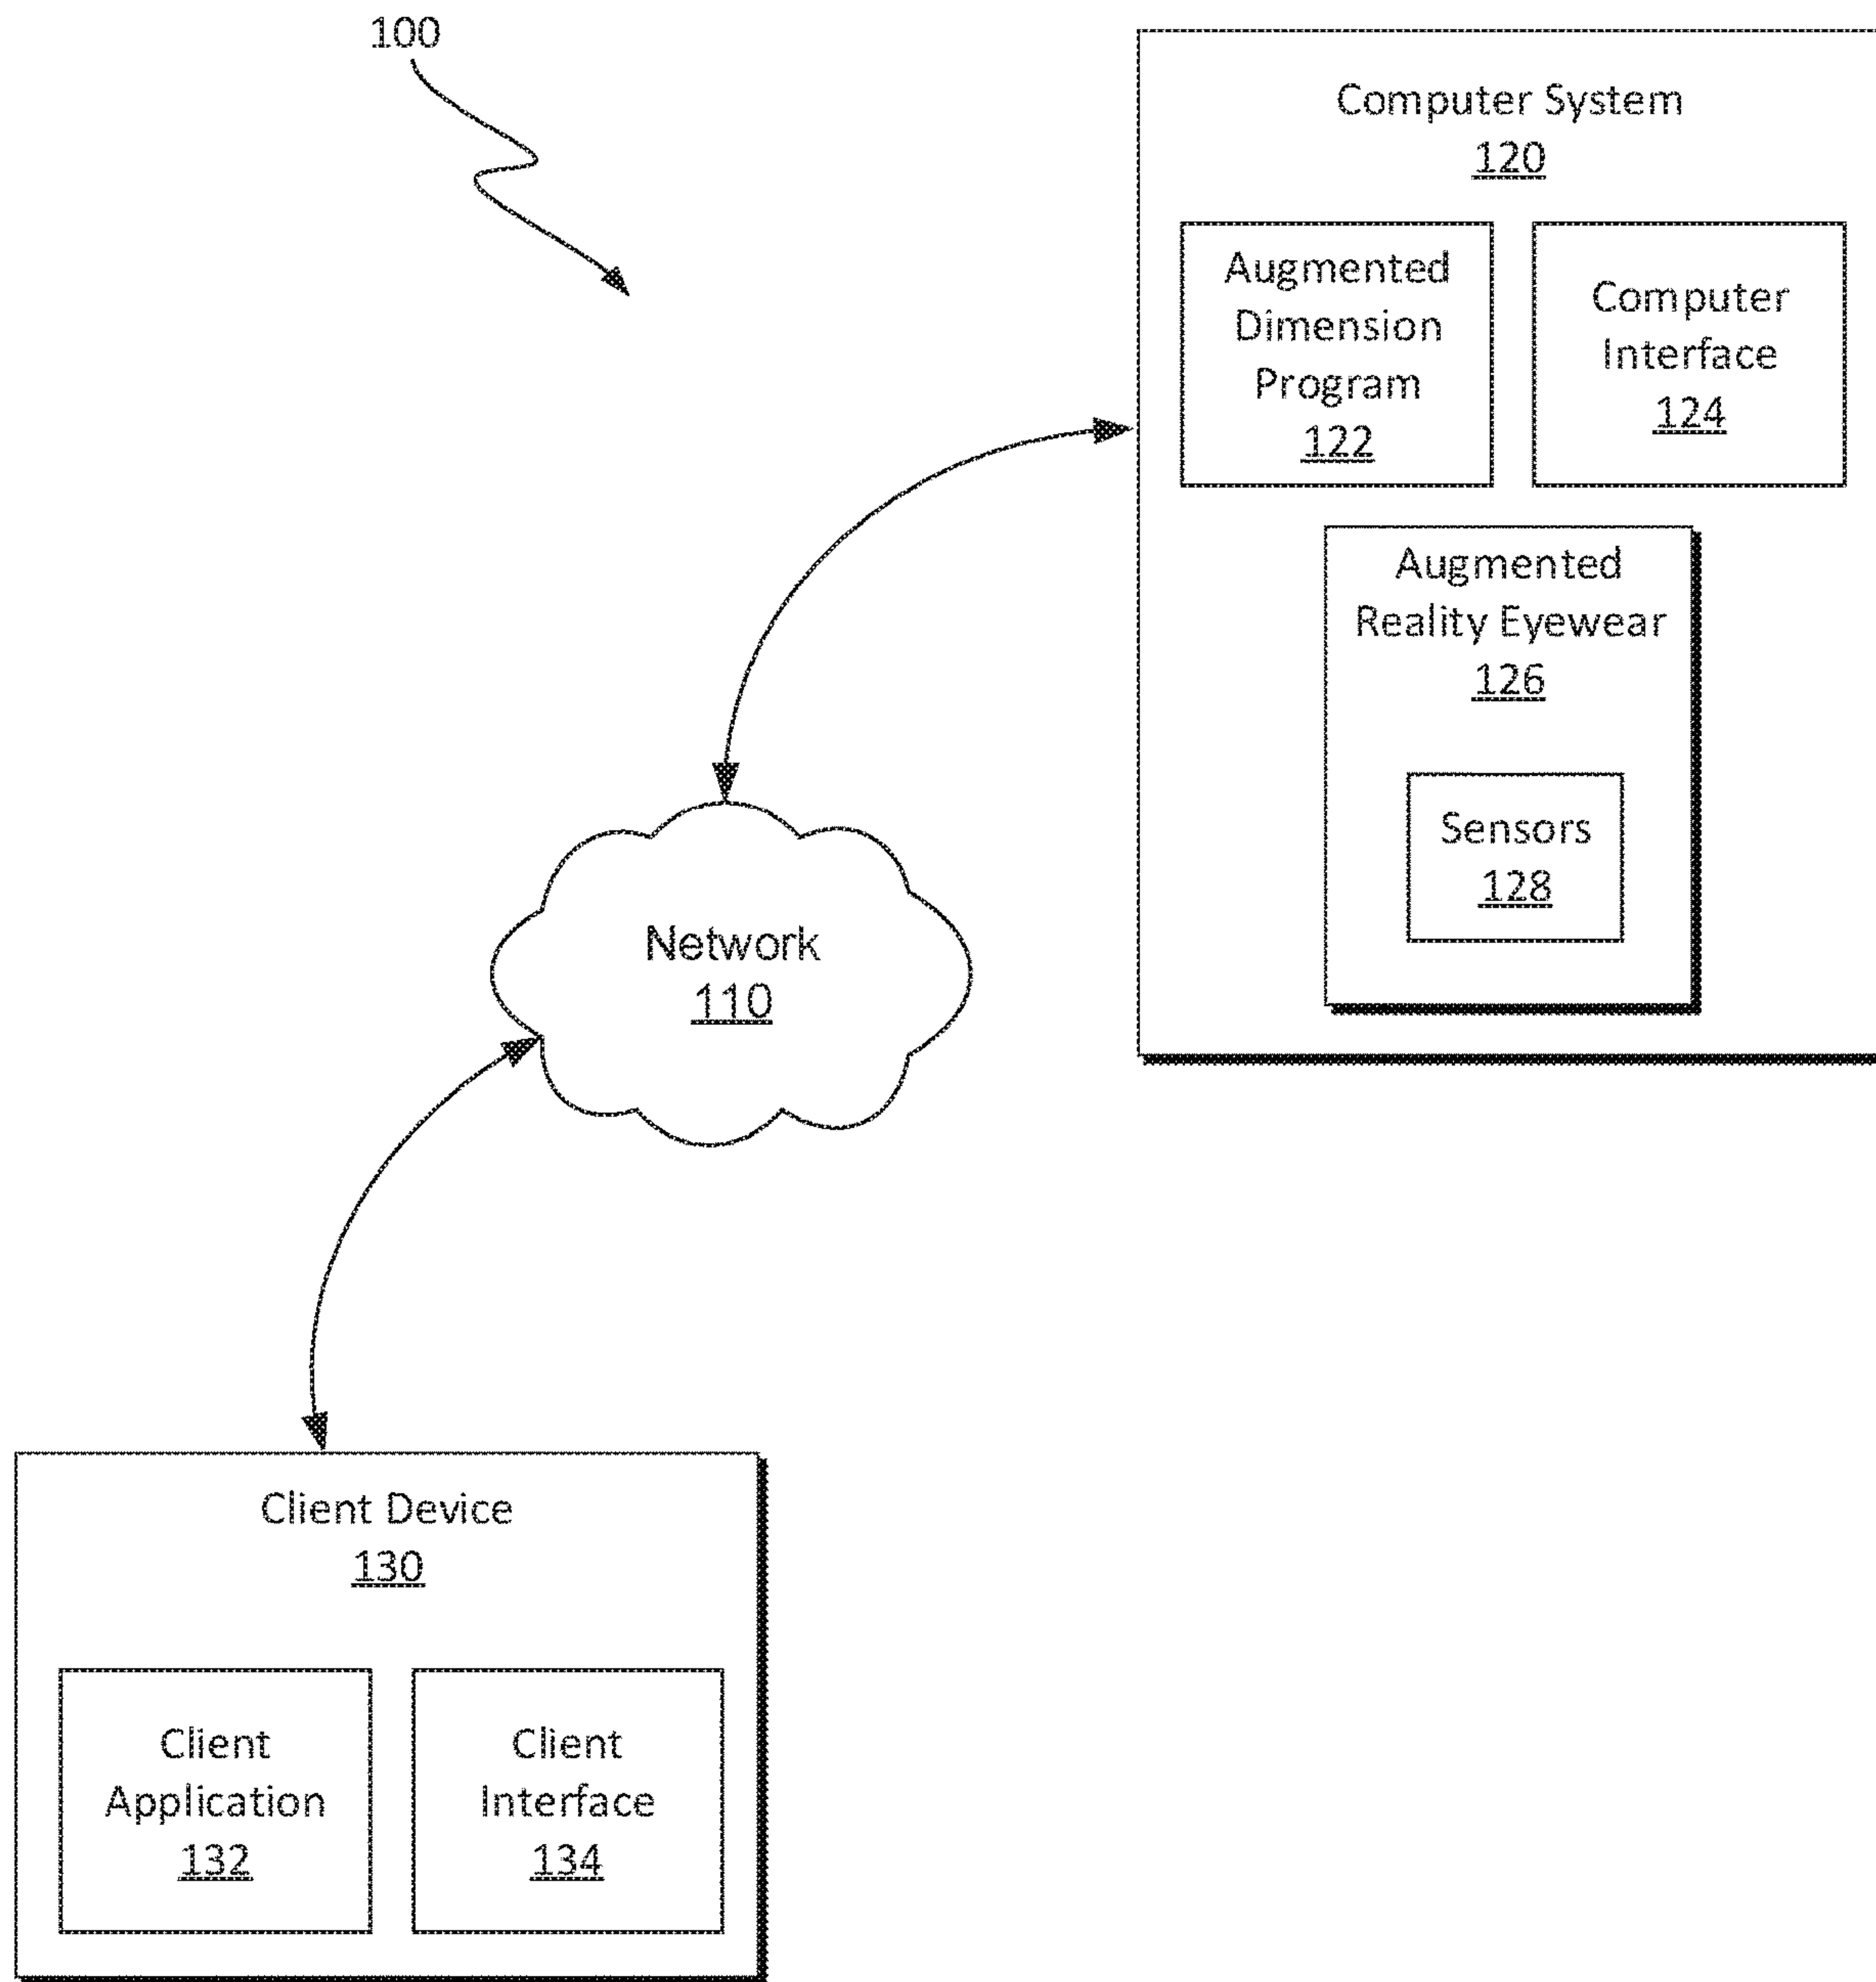 100
Computer System
120
Augmented
Dimension
Program
122
Computer
Interface
124
Augmented
Reality Eyewear
126
Sensors
128
Network
110
Client Device
130
Client
Application
132
Client
Interface
134